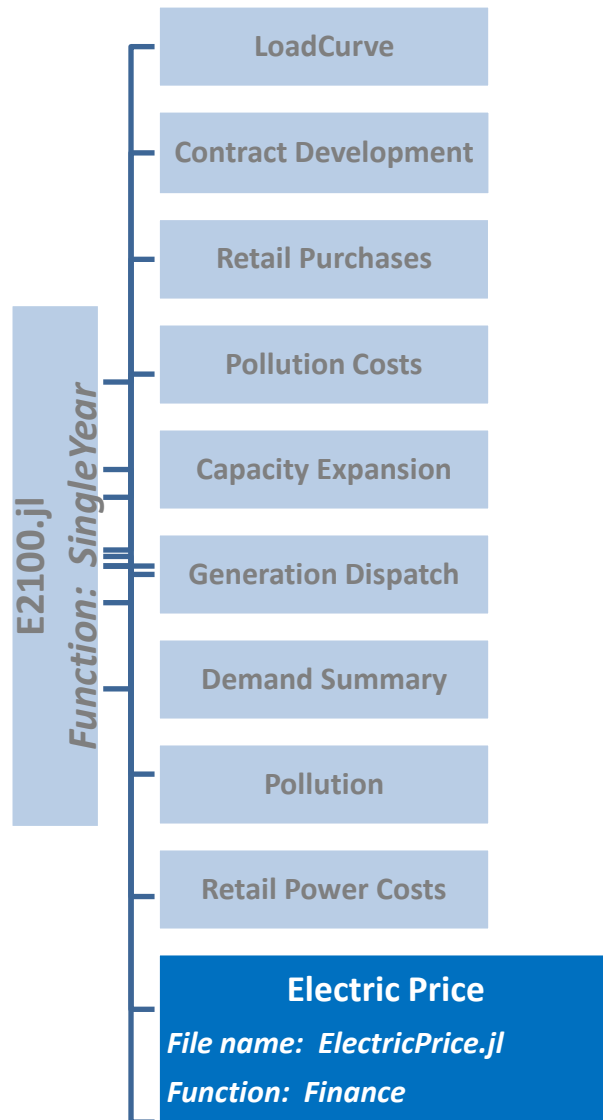 LoadCurve
Contract Development
Retail Purchases
Pollution Costs
Capacity Expansion
E2100.jl
Function:  SingleYear
Generation Dispatch
Demand Summary
Pollution
Retail Power Costs
Electric Price
File name:  ElectricPrice.jl
Function:  Finance